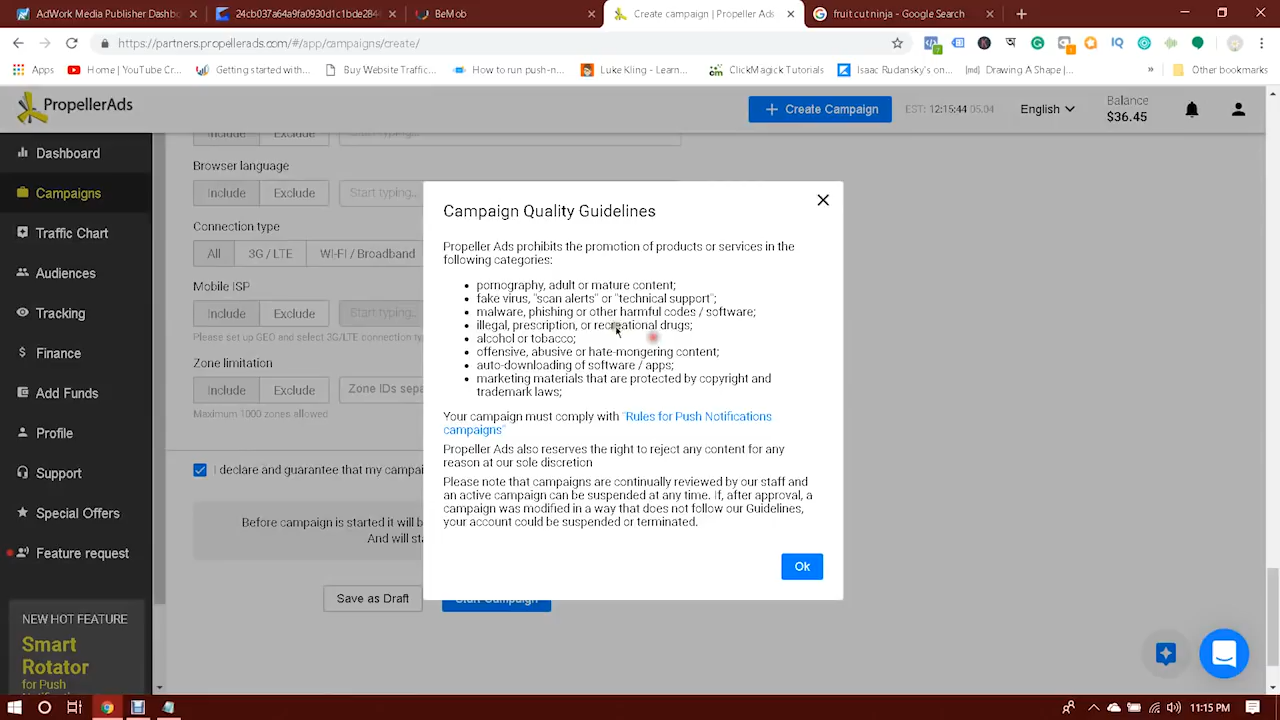 AdWork Media Publisher Dashb
24cb037a64a9fa0930d1c1bde284
BeMob
Create campaign | Propeller Ads
fruit cut ninja - Google Search
https://partners.propellerads.com/#/app/campaigns/create/
Apps
Home | YouTube Cr...
Getting started with...
Buy Website Traffic...
How to run push-n...
Luke Kling - Learn...
ClickMagick Tutorials
Isaac Rudansky's on...
Drawing A Shape |...
Other bookmarks
PropellerAds
Create Campaign
EST: 12:15:44 05.04
English
Balance
$36.45
Dashboard
Campaigns
Traffic Chart
Audiences
Tracking
Finance
Add Funds
Profile
Support
Special Offers
Feature request
NEW HOT FEATURE
Smart
Rotator
for Push
Include Exclude Start typing...
Browser language
Include Exclude Start typing...
Connection type
All 3G / LTE WI-FI / Broadband
Mobile ISP
Include Exclude Start typing...
Please set up GEO and select 3G/LTE connection
Zone limitation
Include Exclude Zone IDs sepa
Maximum 1000 zones allowed
I declare and guarantee that my campai
Before campaign is started it will b
And will sta
Save as Draft
Start Campaign
Campaign Quality Guidelines
Propeller Ads prohibits the promotion of products or services in the
following categories:
pornography, adult or mature content;
fake virus, "scan alerts" or "technical support";
malware, phishing or other harmful codes / software;
illegal, prescription, or recreational drugs;
alcohol or tobacco;
offensive, abusive or hate-mongering content;
auto-downloading of software / apps;
marketing materials that are protected by copyright and
trademark laws;
Your campaign must comply with "Rules for Push Notifications
campaigns"
Propeller Ads also reserves the right to reject any content for any
reason at our sole discretion
Please note that campaigns are continually reviewed by our staff and
an active campaign can be suspended at any time. If, after approval, a
campaign was modified in a way that does not follow our Guidelines,
your account could be suspended or terminated.
Ok
11:15 PM